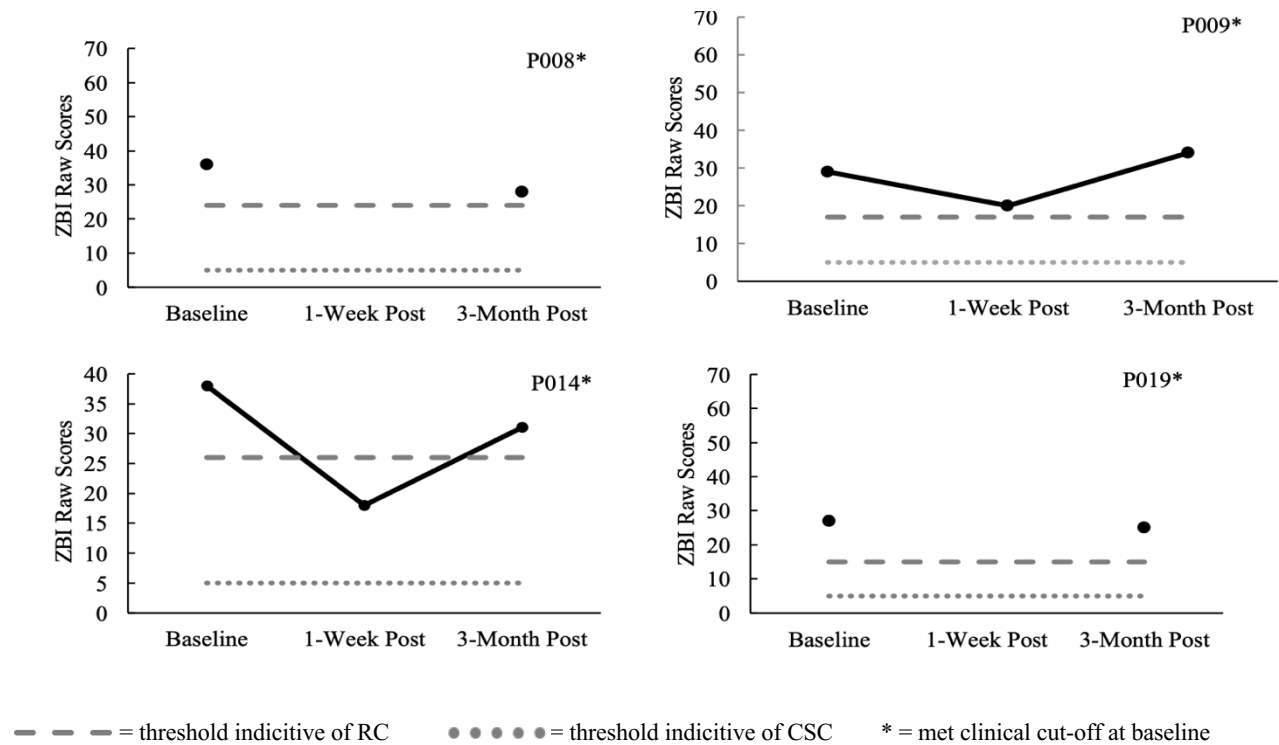 P008*
ZBI Raw Scores
70
60
50
40
30
20
10
0
Baseline 1-Week Post 3-Month Post
P009*
ZBI Raw Scores
70
60
50
40
30
20
10
0
Baseline 1-Week Post 3-Month Post
P014*
ZBI Raw Scores
40
35
30
25
20
15
10
5
0
Baseline 1-Week Post 3-Month Post
P019*
ZBI Raw Scores
70
60
50
40
30
20
10
0
Baseline 1-Week Post 3-Month Post
= threshold indicitive of RC = threshold indicitive of CSC * = met clinical cut-off at baseline